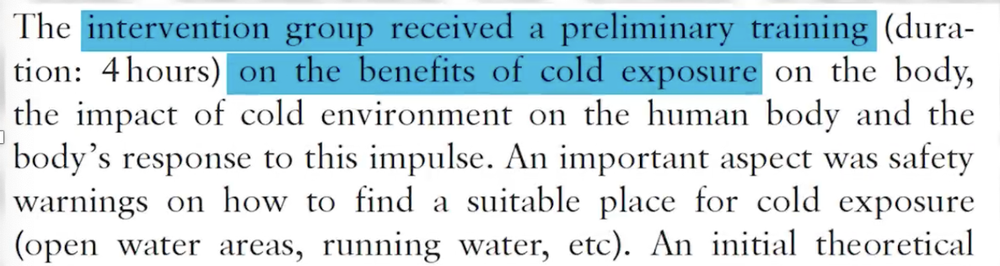 The intervention group received a preliminary training (dura-
tion: 4 hours) on the benefits of cold exposure on the body,
the impact of cold environment on the human body and the
body’s response to this impulse. An important aspect was safety
warnings on how to find a suitable place for cold exposure
(open water areas, running water, etc). An initial theoretical